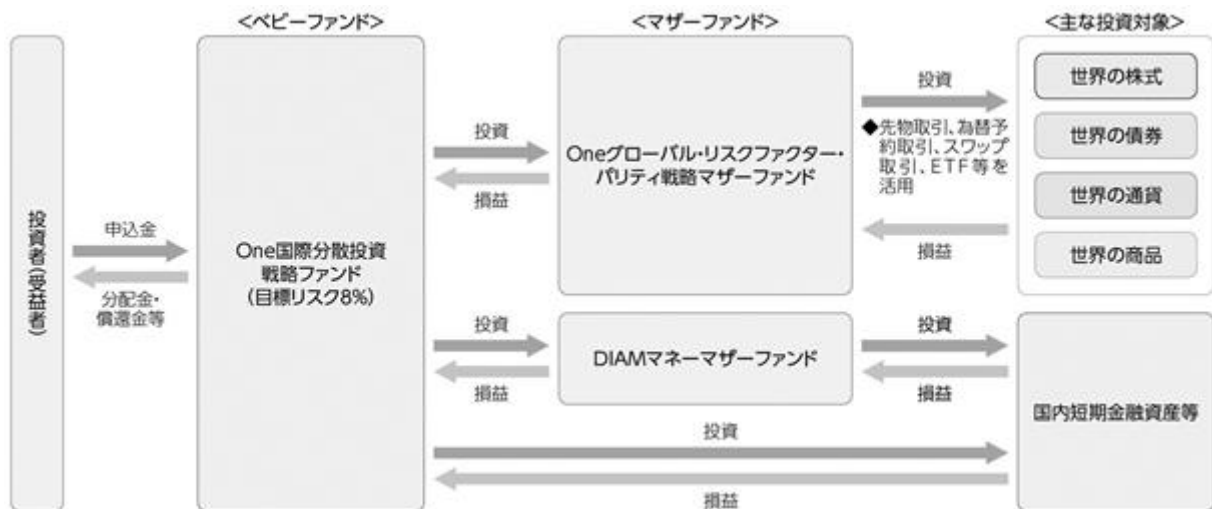 <ベビーファンド>
<マザーファンド>
<主な投資対象>
投資者(受益者)
申込金
分配金・
償還金等
One国際分散投資
戦略ファンド
(目標リスク8%)
投資
損益
Oneグローバル・リスクファクター・
パリティ戦略マザーファンド
投資
◆先物取引、為替予
約取引、スワップ
取引、ETF等を
活用
損益
世界の株式
世界の債券
世界の通貨
世界の商品
投資
損益
DIAMマネーマザーファンド
投資
損益
国内短期金融資産等
投資
損益